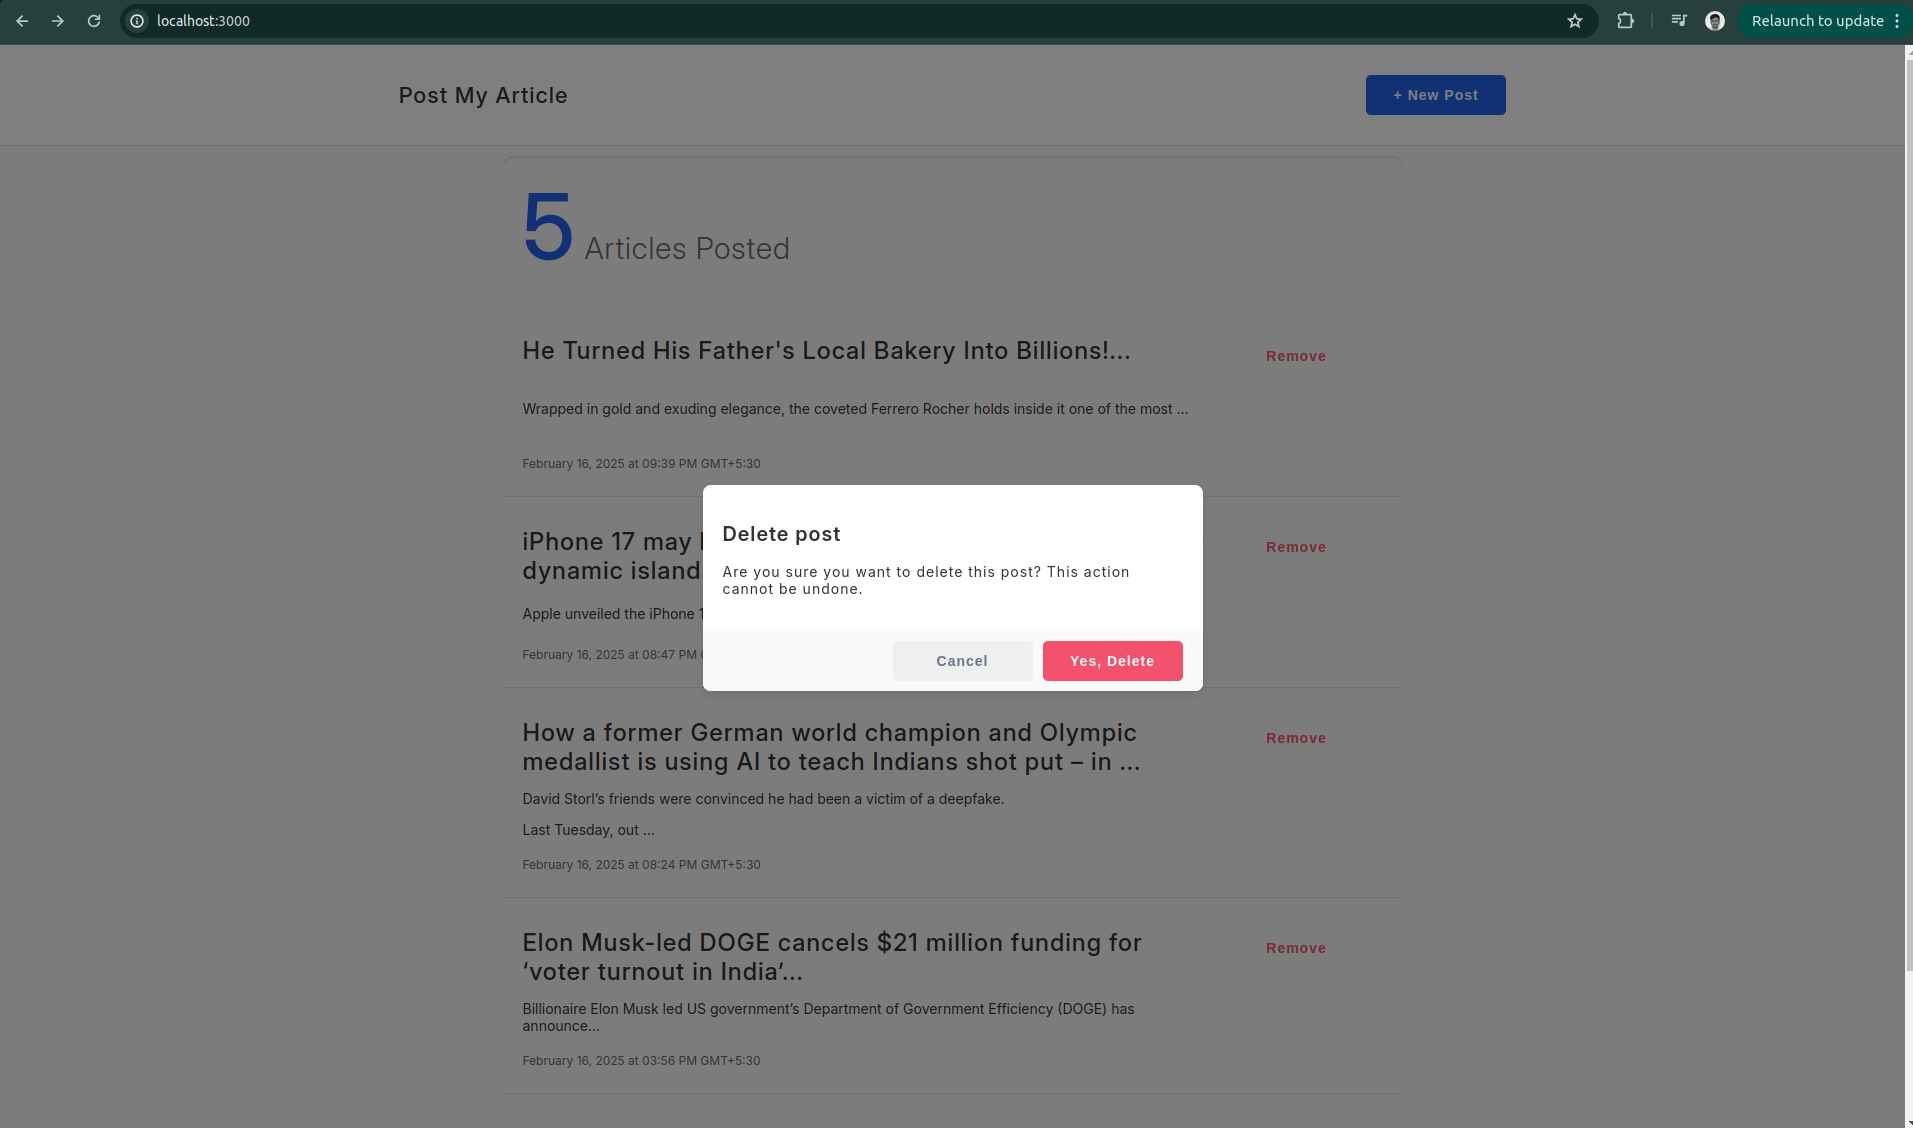 localhost:3000
Relaunch to update
Post My Article
+ New Post
5 Articles Posted
He Turned His Father's Local Bakery Into Billions!...
Remove
Wrapped in gold and exuding elegance, the coveted Ferrero Rocher holds inside it one of the most ...
February 16, 2025 at 09:39 PM GMT+5:30
iPhone 17 may
Remove
dynamic island
Apple unveiled the iPhone
February 16, 2025 at 08:47 PM
Delete post
Are you sure you want to delete this post? This action
cannot be undone.
Cancel
Yes, Delete
How a former German world champion and Olympic
Remove
medallist is using AI to teach Indians shot put – in ...
David Storl’s friends were convinced he had been a victim of a deepfake.
Last Tuesday, out ...
February 16, 2025 at 08:24 PM GMT+5:30
Elon Musk-led DOGE cancels $21 million funding for
Remove
‘voter turnout in India’...
Billionaire Elon Musk led US government’s Department of Government Efficiency (DOGE) has
announce...
February 16, 2025 at 03:56 PM GMT+5:30